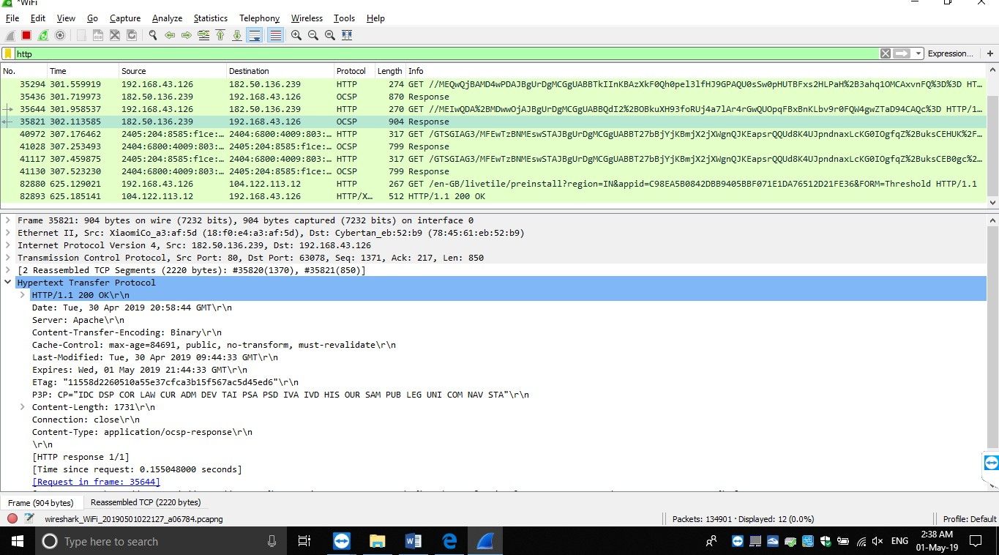 *WiFi
File Edit View Go Capture Analyze Statistics Telephony Wireless Tools Help
http Expression... +
No. Time Source Destination Protocol Length Info
35294 301.559919 192.168.43.126 182.50.136.239 HTTP 274 GET //MEQwQjBAMD4wPDAJBgUrDgMCGgUABBTkIInKBAzXkF0Qh0pel3lfHJ9GPAQU0sSw0pHUTBFxs2HLPaH%2B3ahq1OMCAxvnFQ%3D%3D HT...
35436 301.719973 182.50.136.239 192.168.43.126 OCSP 870 Response
35644 301.958537 192.168.43.126 182.50.136.239 HTTP 270 GET //MEIwQDA%2BMDwwOjAJBgUrDgMCGgUABBQdI2%2BOBkuXH93foRUj4a7lAr4rGwQUOpqFBxBnKLbv9r0FQW4gwZTaD94CAQc%3D HTTP/1...
35821 302.113585 182.50.136.239 192.168.43.126 OCSP 904 Response
40972 307.176462 2405:204:8585:f1ce:... 2404:6800:4009:803:... HTTP 317 GET /GTSGIAG3/MFEwTzBNMEswSTAJBgUrDgMCGgUABBT27bBjYjKBmjX2jXWgnQJKEapsrQQUd8K4UJpndnaxLcKG0IOgfqZ%2BuksCEHUK%2F...
41028 307.253493 2404:6800:4009:803:... 2405:204:8585:f1ce:... OCSP 799 Response
41117 307.459875 2405:204:8585:f1ce:... 2404:6800:4009:803:... HTTP 317 GET /GTSGIAG3/MFEwTzBNMEswSTAJBgUrDgMCGgUABBT27bBjYjKBmjX2jXWgnQJKEapsrQQUd8K4UJpndnaxLcKG0IOgfqZ%2BuksCEB0gc%2...
41130 307.523230 2404:6800:4009:803:... 2405:204:8585:f1ce:... OCSP 799 Response
82880 625.129021 192.168.43.126 104.122.113.12 HTTP 267 GET /en-GB/livetile/preinstall?region=IN&appid=C98EA5B0842DBB9405BBF071E1DA76512D21FE36&FORM=Threshold HTTP/1.1
82893 625.185141 104.122.113.12 192.168.43.126 HTTP/X... 512 HTTP/1.1 200 OK
Frame 35821: 904 bytes on wire (7232 bits), 904 bytes captured (7232 bits) on interface 0
Ethernet II, Src: XiaomiCo_a3:af:5d (18:f0:e4:a3:af:5d), Dst: Cybertan_eb:52:b9 (78:45:61:eb:52:b9)
Internet Protocol Version 4, Src: 182.50.136.239, Dst: 192.168.43.126
Transmission Control Protocol, Src Port: 80, Dst Port: 63078, Seq: 1371, Ack: 217, Len: 850
[2 Reassembled TCP Segments (2220 bytes): #35820(1370), #35821(850)]
Hypertext Transfer Protocol
HTTP/1.1 200 OK\r\n
Date: Tue, 30 Apr 2019 20:58:44 GMT\r\n
Server: Apache\r\n
Content-Transfer-Encoding: Binary\r\n
Cache-Control: max-age=84691, public, no-transform, must-revalidate\r\n
Last-Modified: Tue, 30 Apr 2019 09:44:33 GMT\r\n
Expires: Wed, 01 May 2019 21:44:33 GMT\r\n
ETag: "11558d2260510a55e37cfca3b15f567ac5d45ed6"\r\n
P3P: CP="IDC DSP COR LAW CUR ADM DEV TAI PSA PSD IVA IVD HIS OUR SAM PUB LEG UNI COM NAV STA"\r\n
Content-Length: 1731\r\n
Connection: close\r\n
Content-Type: application/ocsp-response\r\n
\r\n
[HTTP response 1/1]
[Time since request: 0.155048000 seconds]
[Request in frame: 35644]
Frame (904 bytes) Reassembled TCP (2220 bytes)
wireshark_WiFi_20190501022127_a06784.pcapng Packets: 134901 · Displayed: 12 (0.0%) Profile: Default
Type here to search ENG 2:38 AM
01-May-19